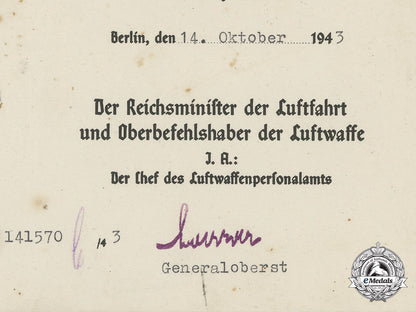 Berlin, den 14. Oktober 1943
Der Reichsminister der Luftfahrt
und Oberbefehlshaber der Luftwaffe
J. A.:
Der Chef des Luftwaffenpersonalamts
141570 /43
Generaloberst
eMedals